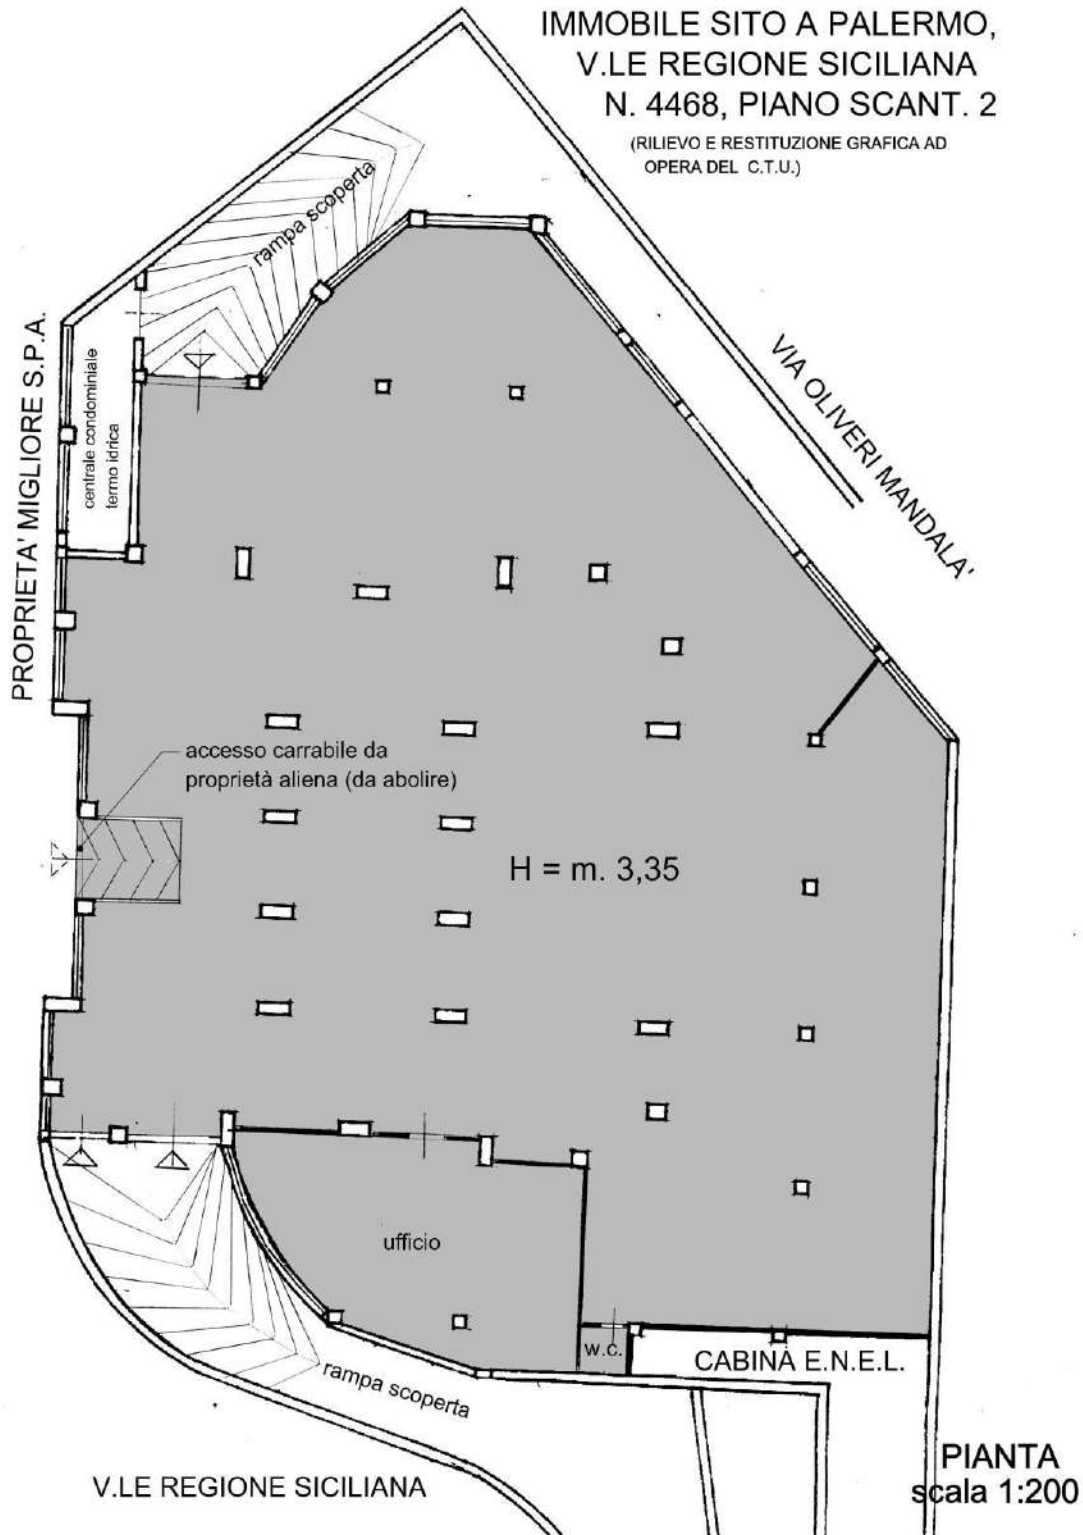 IMMOBILE SITO A PALERMO,
V.LE REGIONE SICILIANA
N. 4468, PIANO SCANT. 2
(RILIEVO E RESTITUZIONE GRAFICA AD
OPERA DEL C.T.U.)
rampa scoperta
PROPRIETA' MIGLIORE S.P.A.
centrale condominiale
termo idrica
VIA OLIVERI MANDALA'
accesso carrabile da
proprietà aliena (da abolire)
H = m. 3,35
ufficio
w.c.
CABINA E.N.E.L.
rampa scoperta
V.LE REGIONE SICILIANA
PIANTA
scala 1:200